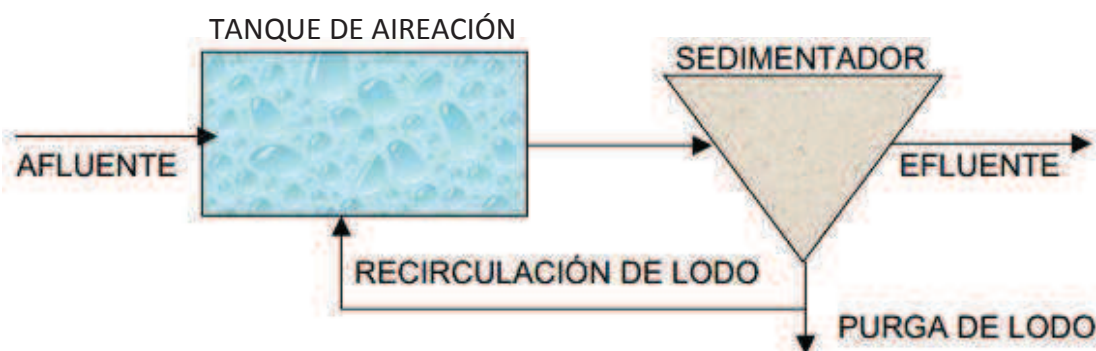 TANQUE DE AIREACIÓN
SEDIMENTADOR
AFLUENTE
EFLUENTE
RECIRCULACIÓN DE LODO
PURGA DE LODO